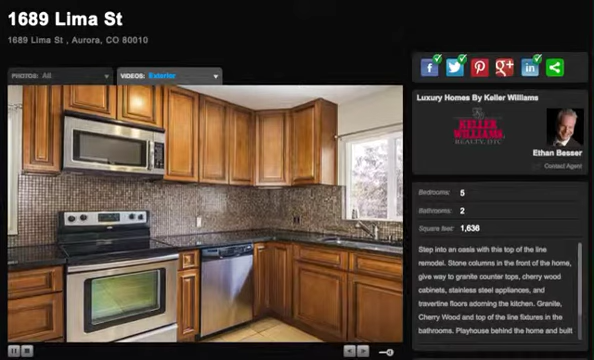 1689 Lima St
1689 Lima St , Aurora, CO 80010
PHOTOS: All
VIDEOS: Exterior
Luxury Homes By Keller Williams
KELLER
WILLIAMS
REALTY, DTC
Ethan Besser
Contact Agent
Bedrooms: 5
Bathrooms: 2
Square feet: 1,636
Step into an oasis with this top of the line
remodel. Stone columns in the front of the home,
give way to granite counter tops, cherry wood
cabinets, stainless steel appliances, and
travertine floors adorning the kitchen. Granite,
Cherry Wood and top of the line fixtures in the
bathrooms. Playhouse behind the home and built